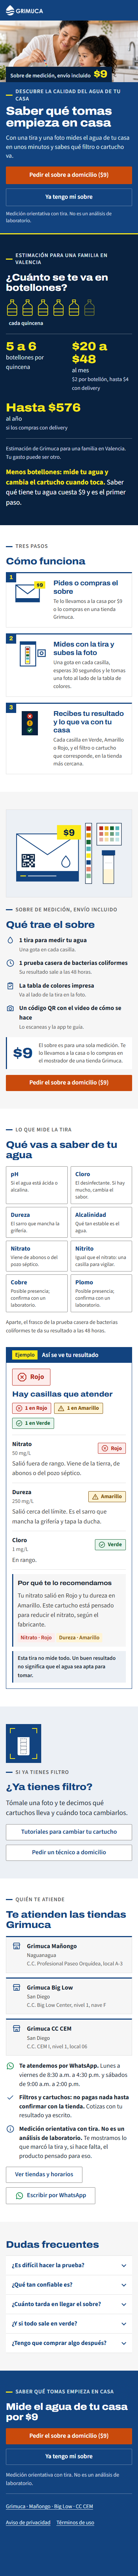 GRIMUCA
Sobre de medición, envío incluido $9
DESCUBRE LA CALIDAD DEL AGUA DE TU
CASA
Saber qué tomas
empieza en casa
Con una tira y una foto mides el agua de tu casa
en unos minutos y sabes qué filtro o cartucho
va.
Pedir el sobre a domicilio ($9)
Ya tengo mi sobre
Medición orientativa con tira. No es un análisis de
laboratorio.
ESTIMACIÓN PARA UNA FAMILIA EN
VALENCIA
¿Cuánto se te va en
botellones?
cada quincena
5 a 6
botellones por
quincena
$20 a
$48
al mes
$2 por botellón, hasta $4
con delivery
Hasta $576
al año
si los compras con delivery
Estimación de Grimuca para una familia en Valencia.
Tu gasto puede ser otro.
Menos botellones: mide tu agua y
cambia el cartucho cuando toca. Saber
qué tiene tu agua cuesta $9 y es el primer
paso.
TRES PASOS
Cómo funciona
1
$9
Pides o compras el
sobre
Te lo llevamos a la casa por $9
o lo compras en una tienda
Grimuca.
2
Mides con la tira y
subes la foto
Una gota en cada casilla,
esperas 30 segundos y le tomas
una foto al lado de la tabla de
colores.
3
Recibes tu resultado
y lo que va con tu
casa
Cada casilla en Verde, Amarillo
o Rojo, y el filtro o cartucho
que corresponde, en la tienda
más cercana.
$9
SOBRE DE MEDICIÓN, ENVÍO INCLUIDO
Qué trae el sobre
1 tira para medir tu agua
Una gota en cada casilla.
1 prueba casera de bacterias coliformes
Su resultado sale a las 48 horas.
La tabla de colores impresa
Va al lado de la tira en la foto.
Un código QR con el video de cómo se
hace
Lo escaneas y la app te guía.
$9
El sobre es para una sola medición. Te
lo llevamos a la casa o lo compras en
el mostrador de una tienda Grimuca.
Pedir el sobre a domicilio ($9)
LO QUE MIDE LA TIRA
Qué vas a saber de tu
agua
pH
Si el agua está ácida o
alcalina.
Cloro
El desinfectante. Si hay
mucho, cambia el
sabor.
Dureza
El sarro que mancha la
grifería.
Alcalinidad
Qué tan estable es el
agua.
Nitrato
Viene de abonos o del
pozo séptico.
Nitrito
Igual que el nitrato: una
casilla para vigilar.
Cobre
Posible presencia;
confirma con un
laboratorio.
Plomo
Posible presencia;
confirma con un
laboratorio.
Aparte, el frasco de la prueba casera de bacterias
coliformes te da su resultado a las 48 horas.
Ejemplo Así se ve tu resultado
Rojo
Hay casillas que atender
1 en Rojo
1 en Amarillo
1 en Verde
Nitrato
50 mg/L
Rojo
Salió fuera de rango. Viene de la tierra, de
abonos o del pozo séptico.
Dureza
250 mg/L
Amarillo
Salió cerca del límite. Es el sarro que
mancha la grifería y tapa la ducha.
Cloro
1 mg/L
Verde
En rango.
Por qué te lo recomendamos
Tu nitrato salió en Rojo y tu dureza en
Amarillo. Este cartucho está pensado
para reducir el nitrato, según el
fabricante.
Nitrato · Rojo Dureza · Amarillo
Esta tira no mide todo. Un buen resultado
no significa que el agua sea apta para
tomar.
SI YA TIENES FILTRO
¿Ya tienes filtro?
Tómale una foto y te decimos qué
cartuchos lleva y cuándo toca cambiarlos.
Tutoriales para cambiar tu cartucho
Pedir un técnico a domicilio
QUIÉN TE ATIENDE
Te atienden las tiendas
Grimuca
Grimuca Mañongo
Naguanagua
C.C. Profesional Paseo Orquídea, local A-3
Grimuca Big Low
San Diego
C.C. Big Low Center, nivel 1, nave F
Grimuca CC CEM
San Diego
C.C. CEM I, nivel 1, local 06
Te atendemos por WhatsApp. Lunes a
viernes de 8:30 a.m. a 4:30 p.m. y sábados
de 9:00 a.m. a 2:00 p.m.
Filtros y cartuchos: no pagas nada hasta
confirmar con la tienda. Cotizas con tu
resultado ya escrito.
Medición orientativa con tira. No es un
análisis de laboratorio. Te mostramos lo
que marcó la tira y, si hace falta, el
producto pensado para eso.
Ver tiendas y horarios
Escribir por WhatsApp
Dudas frecuentes
¿Es difícil hacer la prueba?
¿Qué tan confiable es?
¿Cuánto tarda en llegar el sobre?
¿Y si todo sale en verde?
¿Tengo que comprar algo después?
SABER QUÉ TOMAS EMPIEZA EN CASA
Mide el agua de tu casa
por $9
Pedir el sobre a domicilio ($9)
Ya tengo mi sobre
Medición orientativa con tira. No es un análisis de
laboratorio.
Grimuca · Mañongo · Big Low · CC CEM
Aviso de privacidad Términos de uso